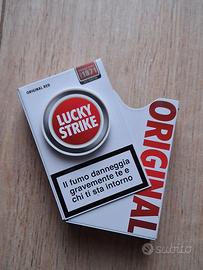 ORIGINAL RED
1871
LUCKY
STRIKE
ORIGINAL
Il fumo danneggia
gravemente te e
chi ti sta intorno
subito